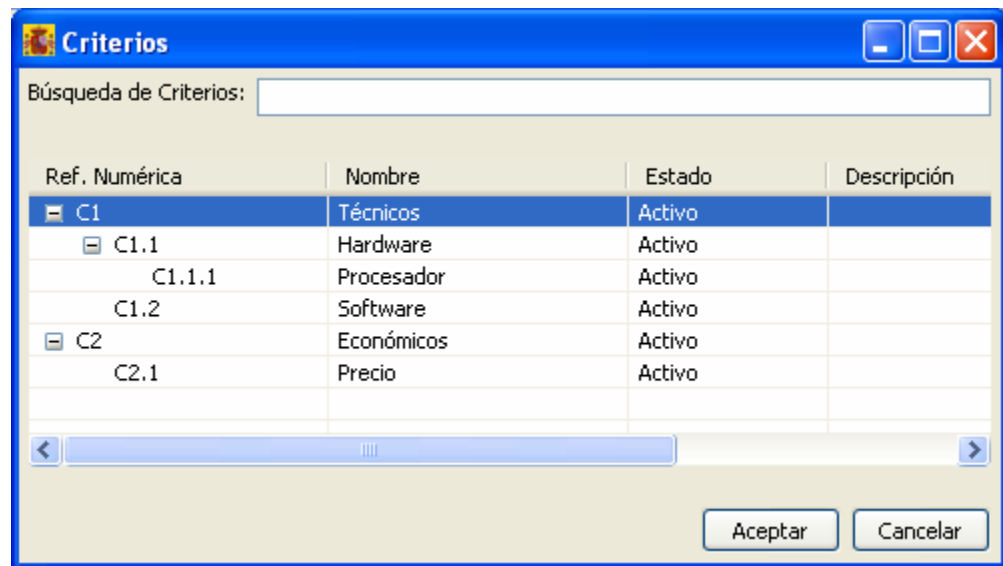 Criterios
Búsqueda de Criterios:
Ref. Numérica Nombre Estado Descripción
C1 Técnicos Activo
C1.1 Hardware Activo
C1.1.1 Procesador Activo
C1.2 Software Activo
C2 Económicos Activo
C2.1 Precio Activo
Aceptar Cancelar